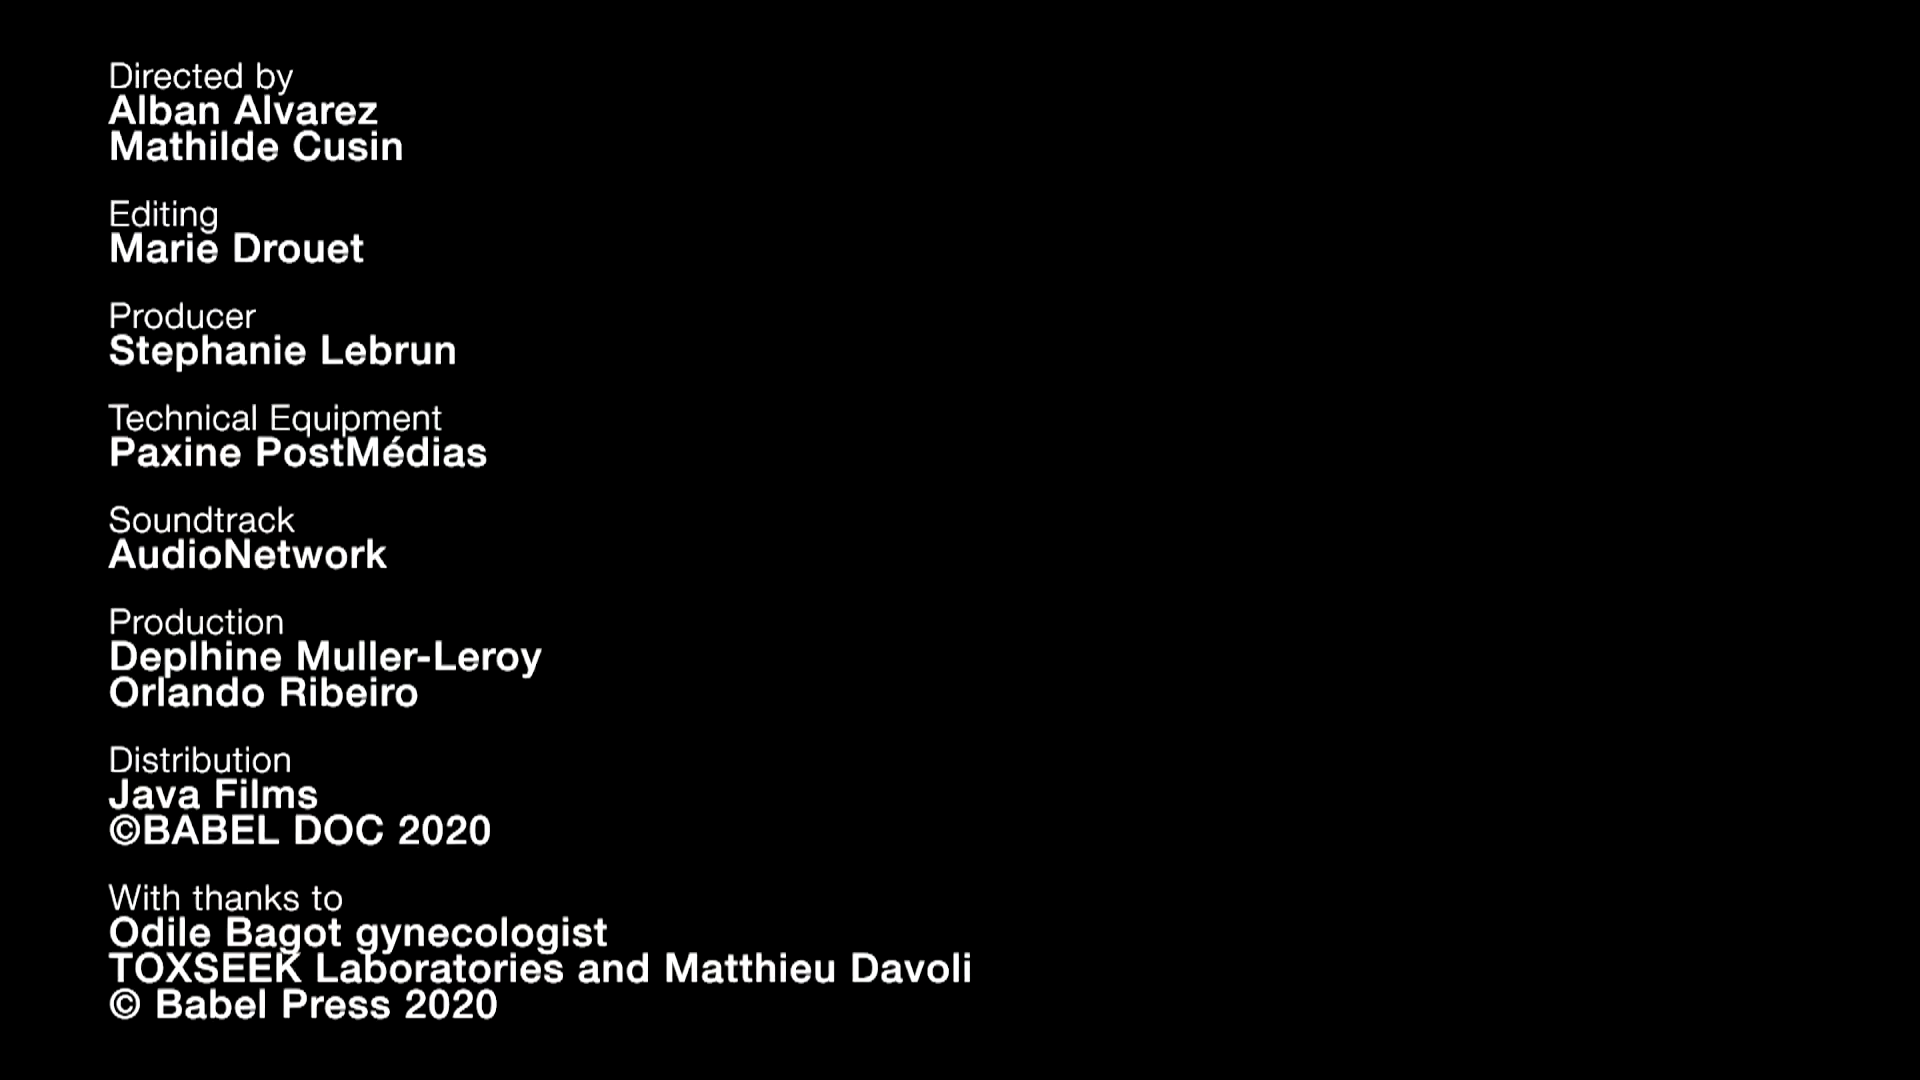 Directed by
Alban Alvarez
Mathilde Cusin
Editing
Marie Drouet
Producer
Stephanie Lebrun
Technical Equipment
Paxine PostMédias
Soundtrack
AudioNetwork
Production
Deplhine Muller-Leroy
Orlando Ribeiro
Distribution
Java Films
©BABEL DOC 2020
With thanks to
Odile Bagot gynecologist
TOXSEEK Laboratories and Matthieu Davoli
© Babel Press 2020